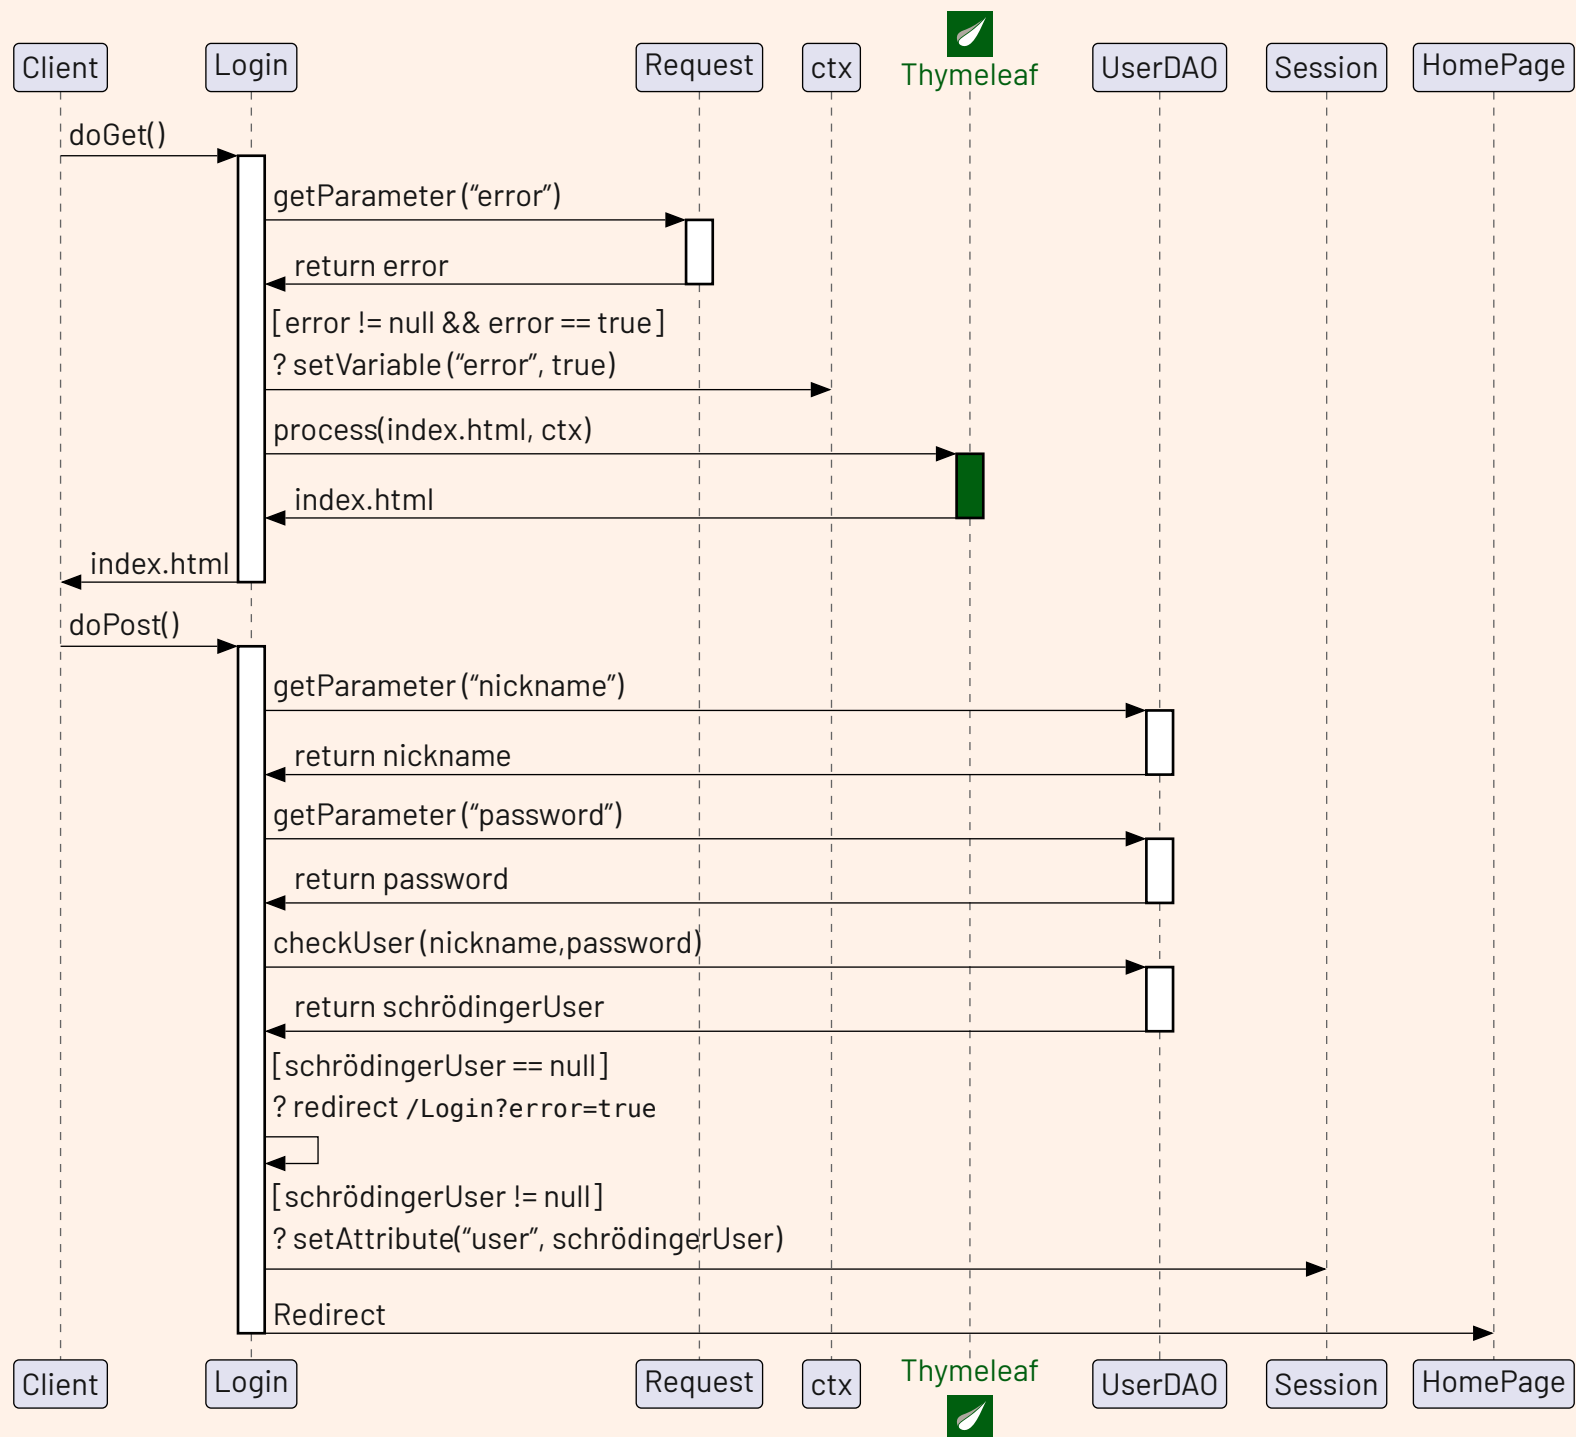 Client Login Request ctx Thymeleaf UserDAO Session HomePage
doGet()
getParameter(“error”)
return error
[error != null && error == true]
? setVariable(“error”, true)
process(index.html, ctx)
index.html
index.html
doPost()
getParameter(“nickname”)
return nickname
getParameter(“password”)
return password
checkUser(nickname,password)
return schrödingerUser
[schrödingerUser == null]
? redirect /Login?error=true
[schrödingerUser != null]
? setAttribute(“user”, schrödingerUser)
Redirect
Client Login Request ctx Thymeleaf UserDAO Session HomePage